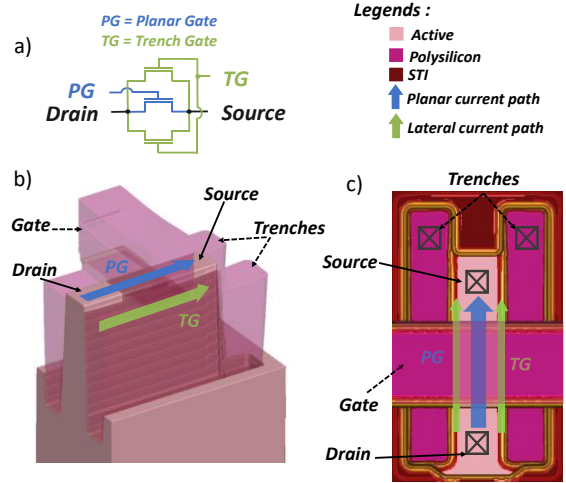 PG = Planar Gate
TG = Trench Gate
a)
PG
TG
Drain
Source
Legends :
Active
Polysilicon
STI
Planar current path
Lateral current path
b)
Source
Gate
Trenches
Drain
PG
TG
c)
Trenches
Source
PG
TG
Gate
Drain